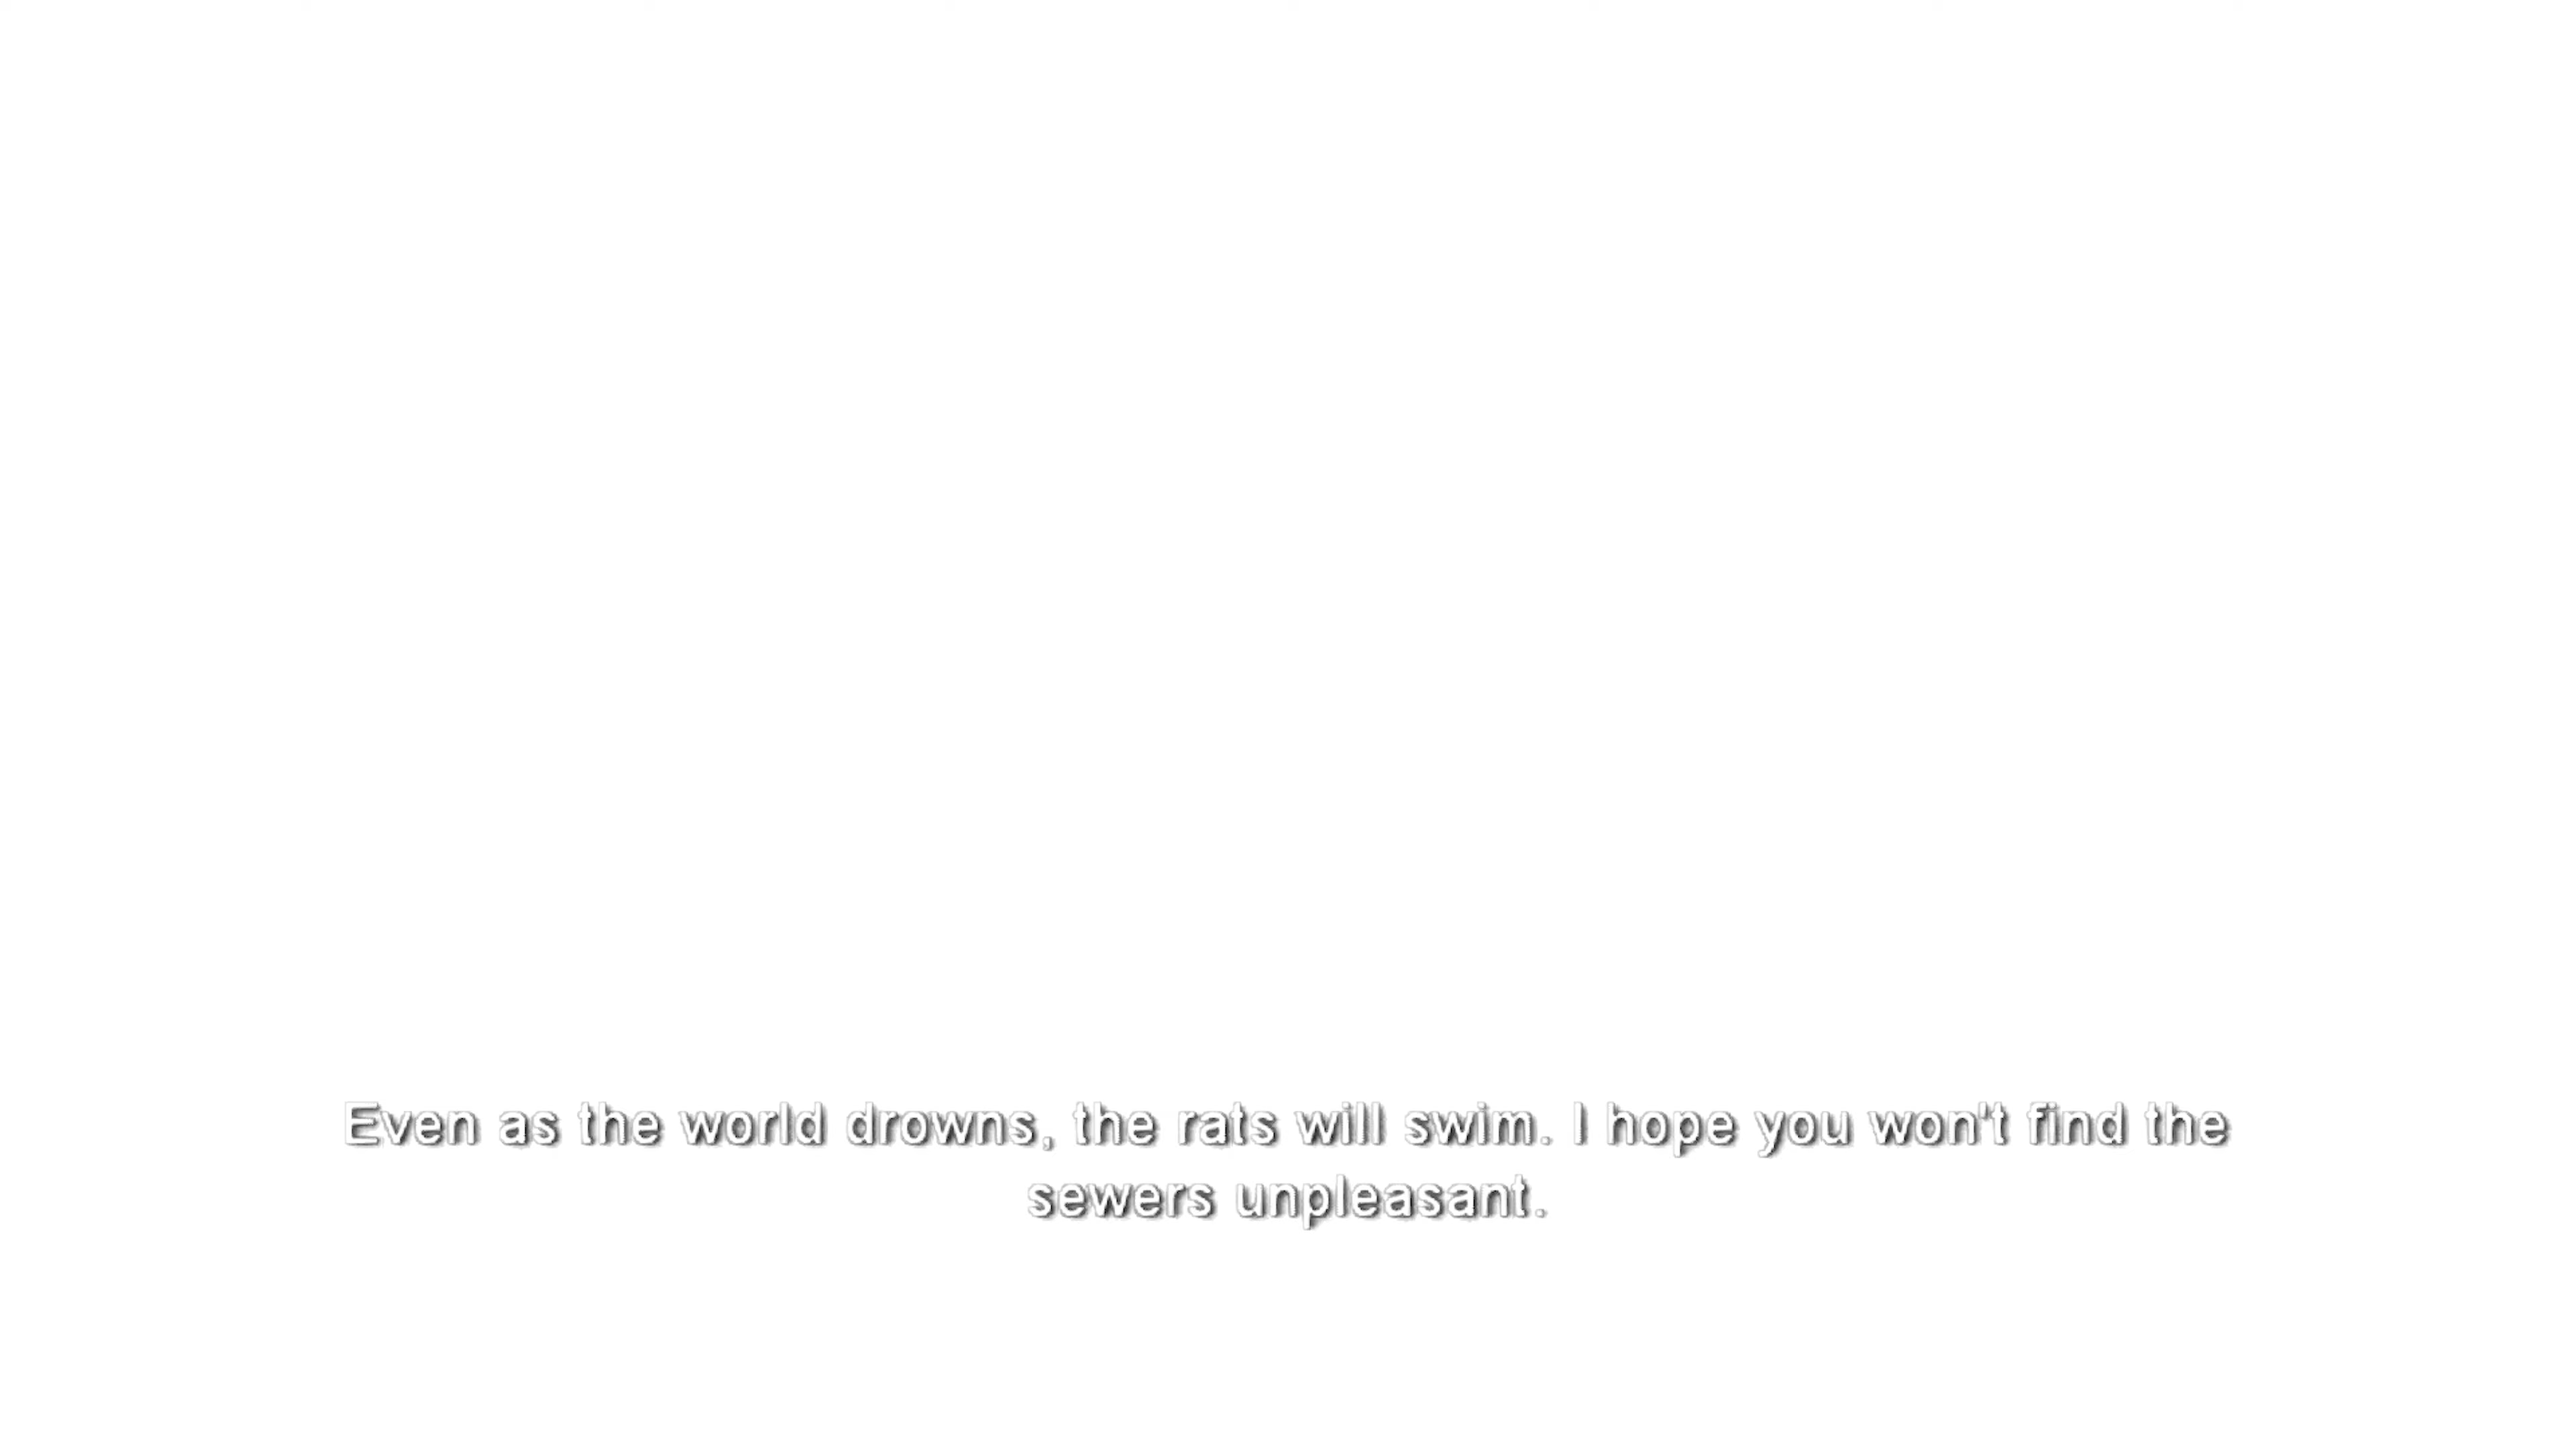 Even as the world drowns, the rats will swim. I hope you won't find the
sewers unpleasant.